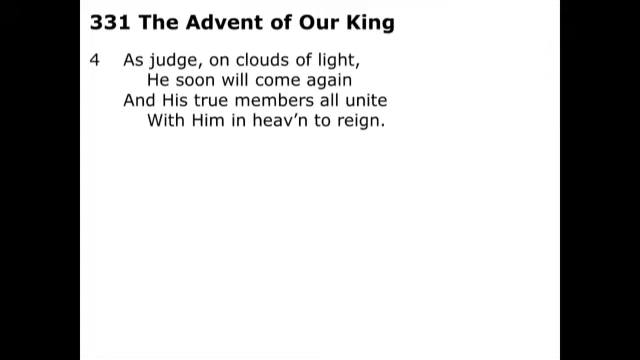 331 The Advent of Our King
4 As judge, on clouds of light,
He soon will come again
And His true members all unite
With Him in heav’n to reign.